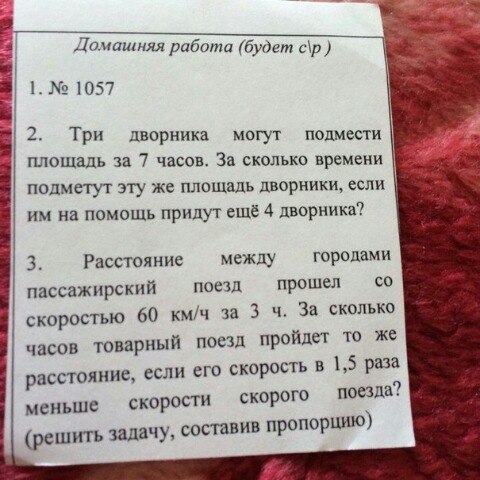 Домашняя работа (будет с\р )
1. № 1057
2. Три дворника могут подмести
площадь за 7 часов. За сколько времени
подметут эту же площадь дворники, если
им на помощь придут ещё 4 дворника?
3. Расстояние между городами
пассажирский поезд прошел со
скоростью 60 км/ч за 3 ч. За сколько
часов товарный поезд пройдет то же
расстояние, если его скорость в 1,5 раза
меньше скорости скорого поезда?
(решить задачу, составив пропорцию)